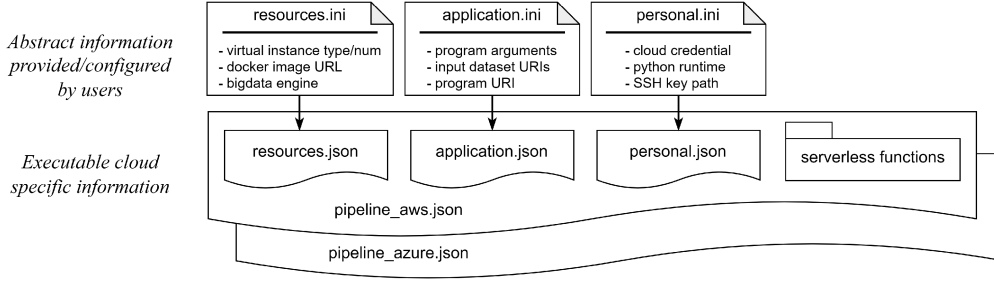 Abstract information
provided/configured
by users
resources.ini
- virtual instance type/num
- docker image URL
- bigdata engine
application.ini
- program arguments
- input dataset URIs
- program URI
personal.ini
- cloud credential
- python runtime
- SSH key path
Executable cloud
specific information
resources.json
application.json
personal.json
serverless functions
pipeline_aws.json
pipeline_azure.json